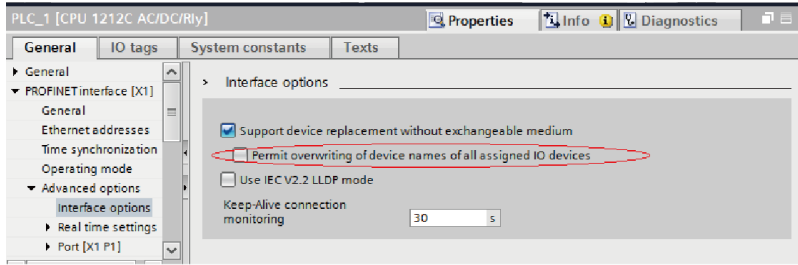 PLC_1 [CPU 1212C AC/DC/Rly]
Properties
Info
Diagnostics
General
IO tags
System constants
Texts
General
PROFINET interface [X1]
General
Ethernet addresses
Time synchronization
Operating mode
Advanced options
Interface options
Real time settings
Port [X1 P1]
Interface options
Support device replacement without exchangeable medium
Permit overwriting of device names of all assigned IO devices
Use IEC V2.2 LLDP mode
Keep-Alive connection
monitoring
30 s